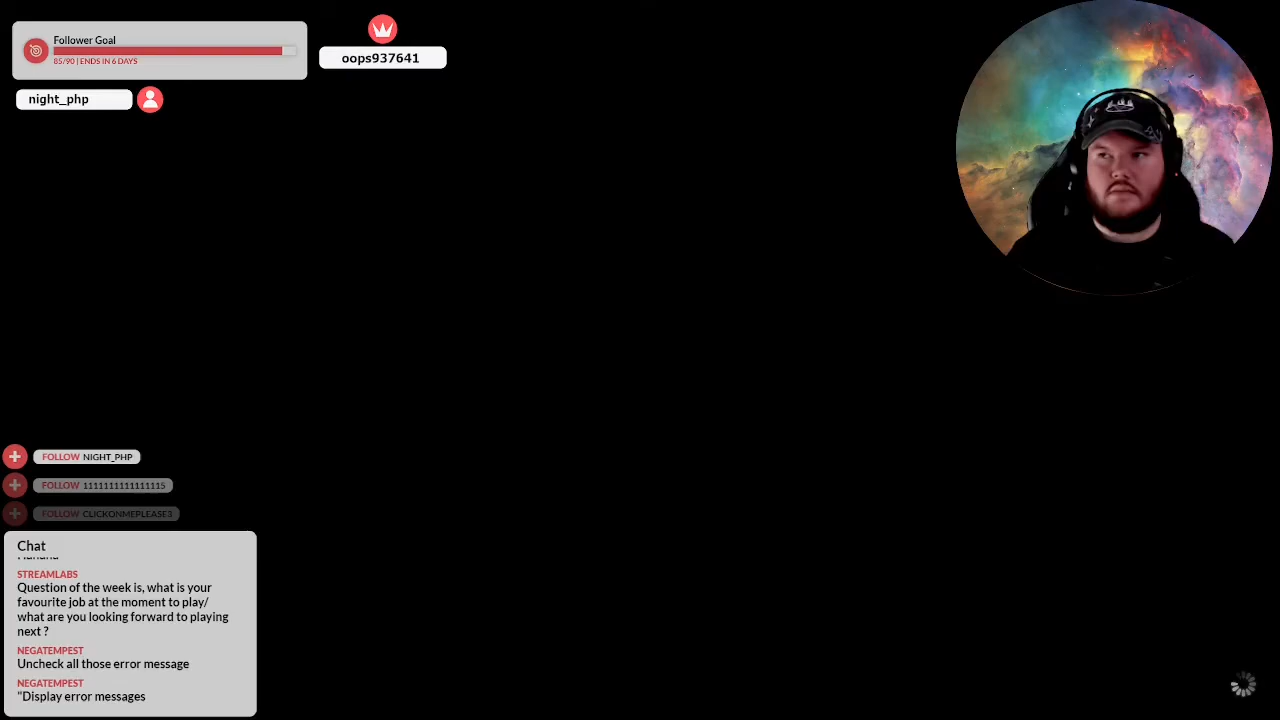 Follower Goal
85/90 | ENDS IN 6 DAYS
oops937641
night_php
FOLLOW NIGHT_PHP
FOLLOW 1111111111111115
FOLLOW CLICKONMEPLEASE3
Chat
STREAMLABS
Question of the week is, what is your
favourite job at the moment to play/
what are you looking forward to playing
next ?
NEGATEMPEST
Uncheck all those error message
NEGATEMPEST
"Display error messages